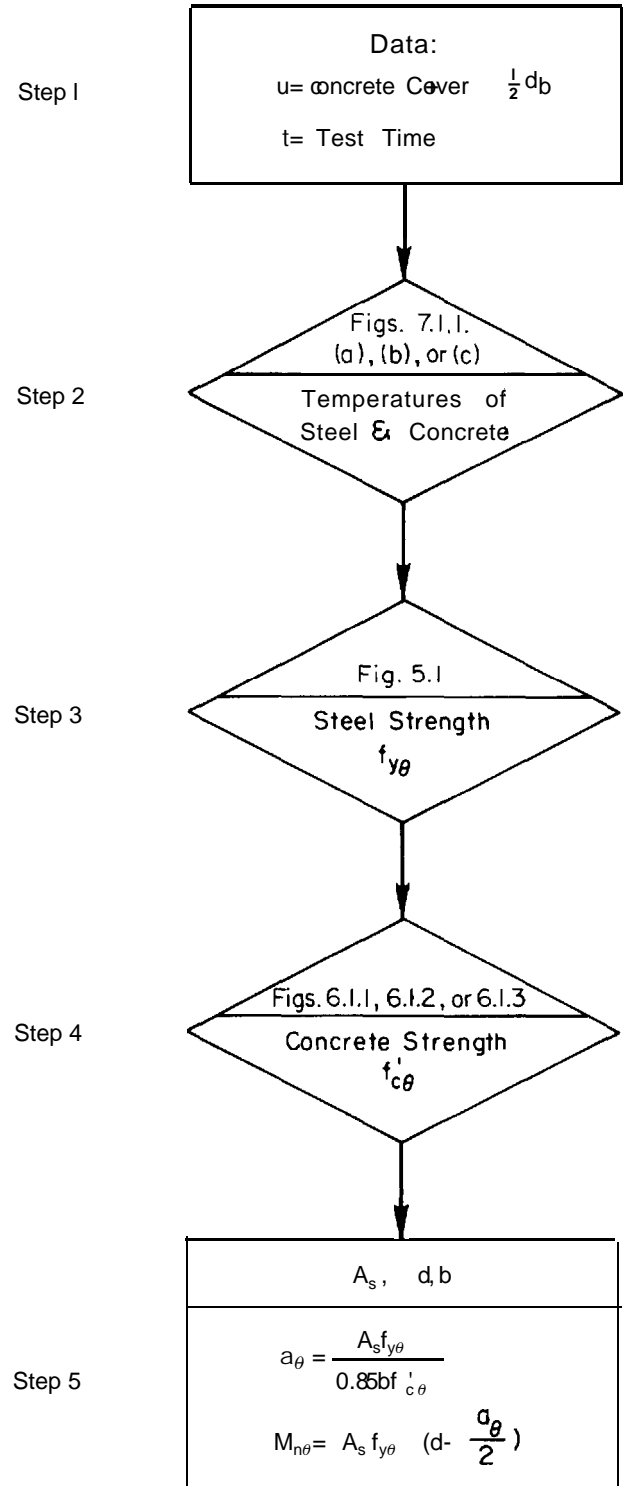 Step I
Data:
u= concrete Cover + ½ db
t= Test Time
Step 2
Figs. 7.1.1.
(a), (b), or (c)
Temperatures of
Steel & Concrete
Step 3
Fig. 5.1
Steel Strength
fyθ
Step 4
Figs. 6.1.1, 6.1.2, or 6.1.3
Concrete Strength
f'cθ
Step 5
As, d,b
aθ = Asfyθ / 0.85bf'cθ
Mnθ= As fyθ (d- aθ/2)